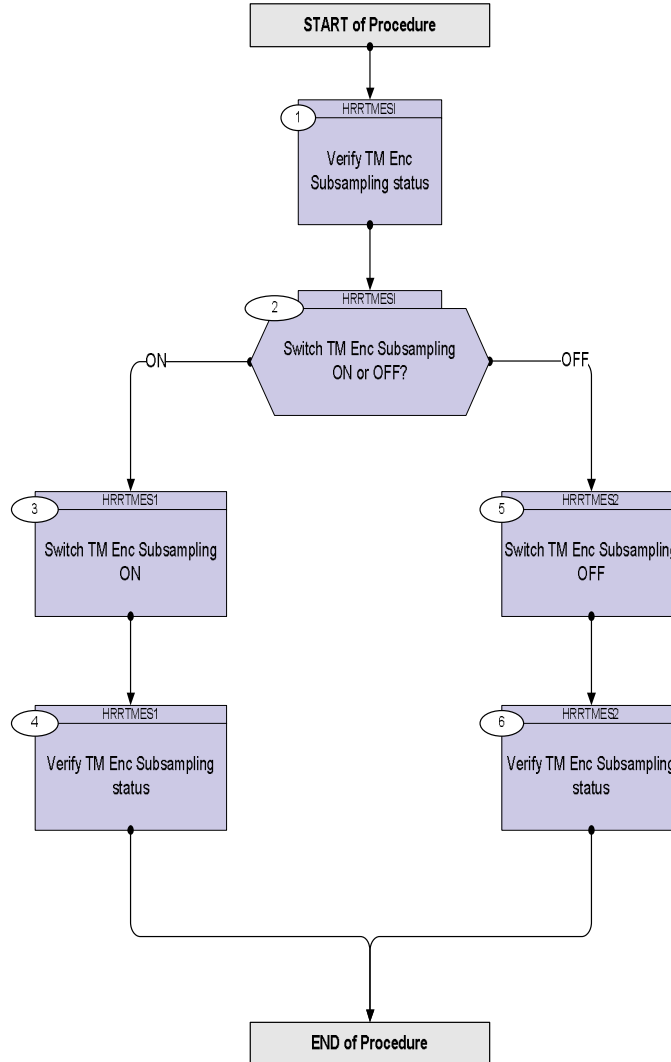 START of Procedure
HRRTMESI
1
Verify TM Enc
Subsampling status
HRRTMESI
2
Switch TM Enc Subsampling
ON or OFF?
ON
OFF
HRRTMES1
3
Switch TM Enc Subsampling
ON
HRRTMES2
5
Switch TM Enc Subsampling
OFF
HRRTMES1
4
Verify TM Enc Subsampling
status
HRRTMES2
6
Verify TM Enc Subsampling
status
END of Procedure